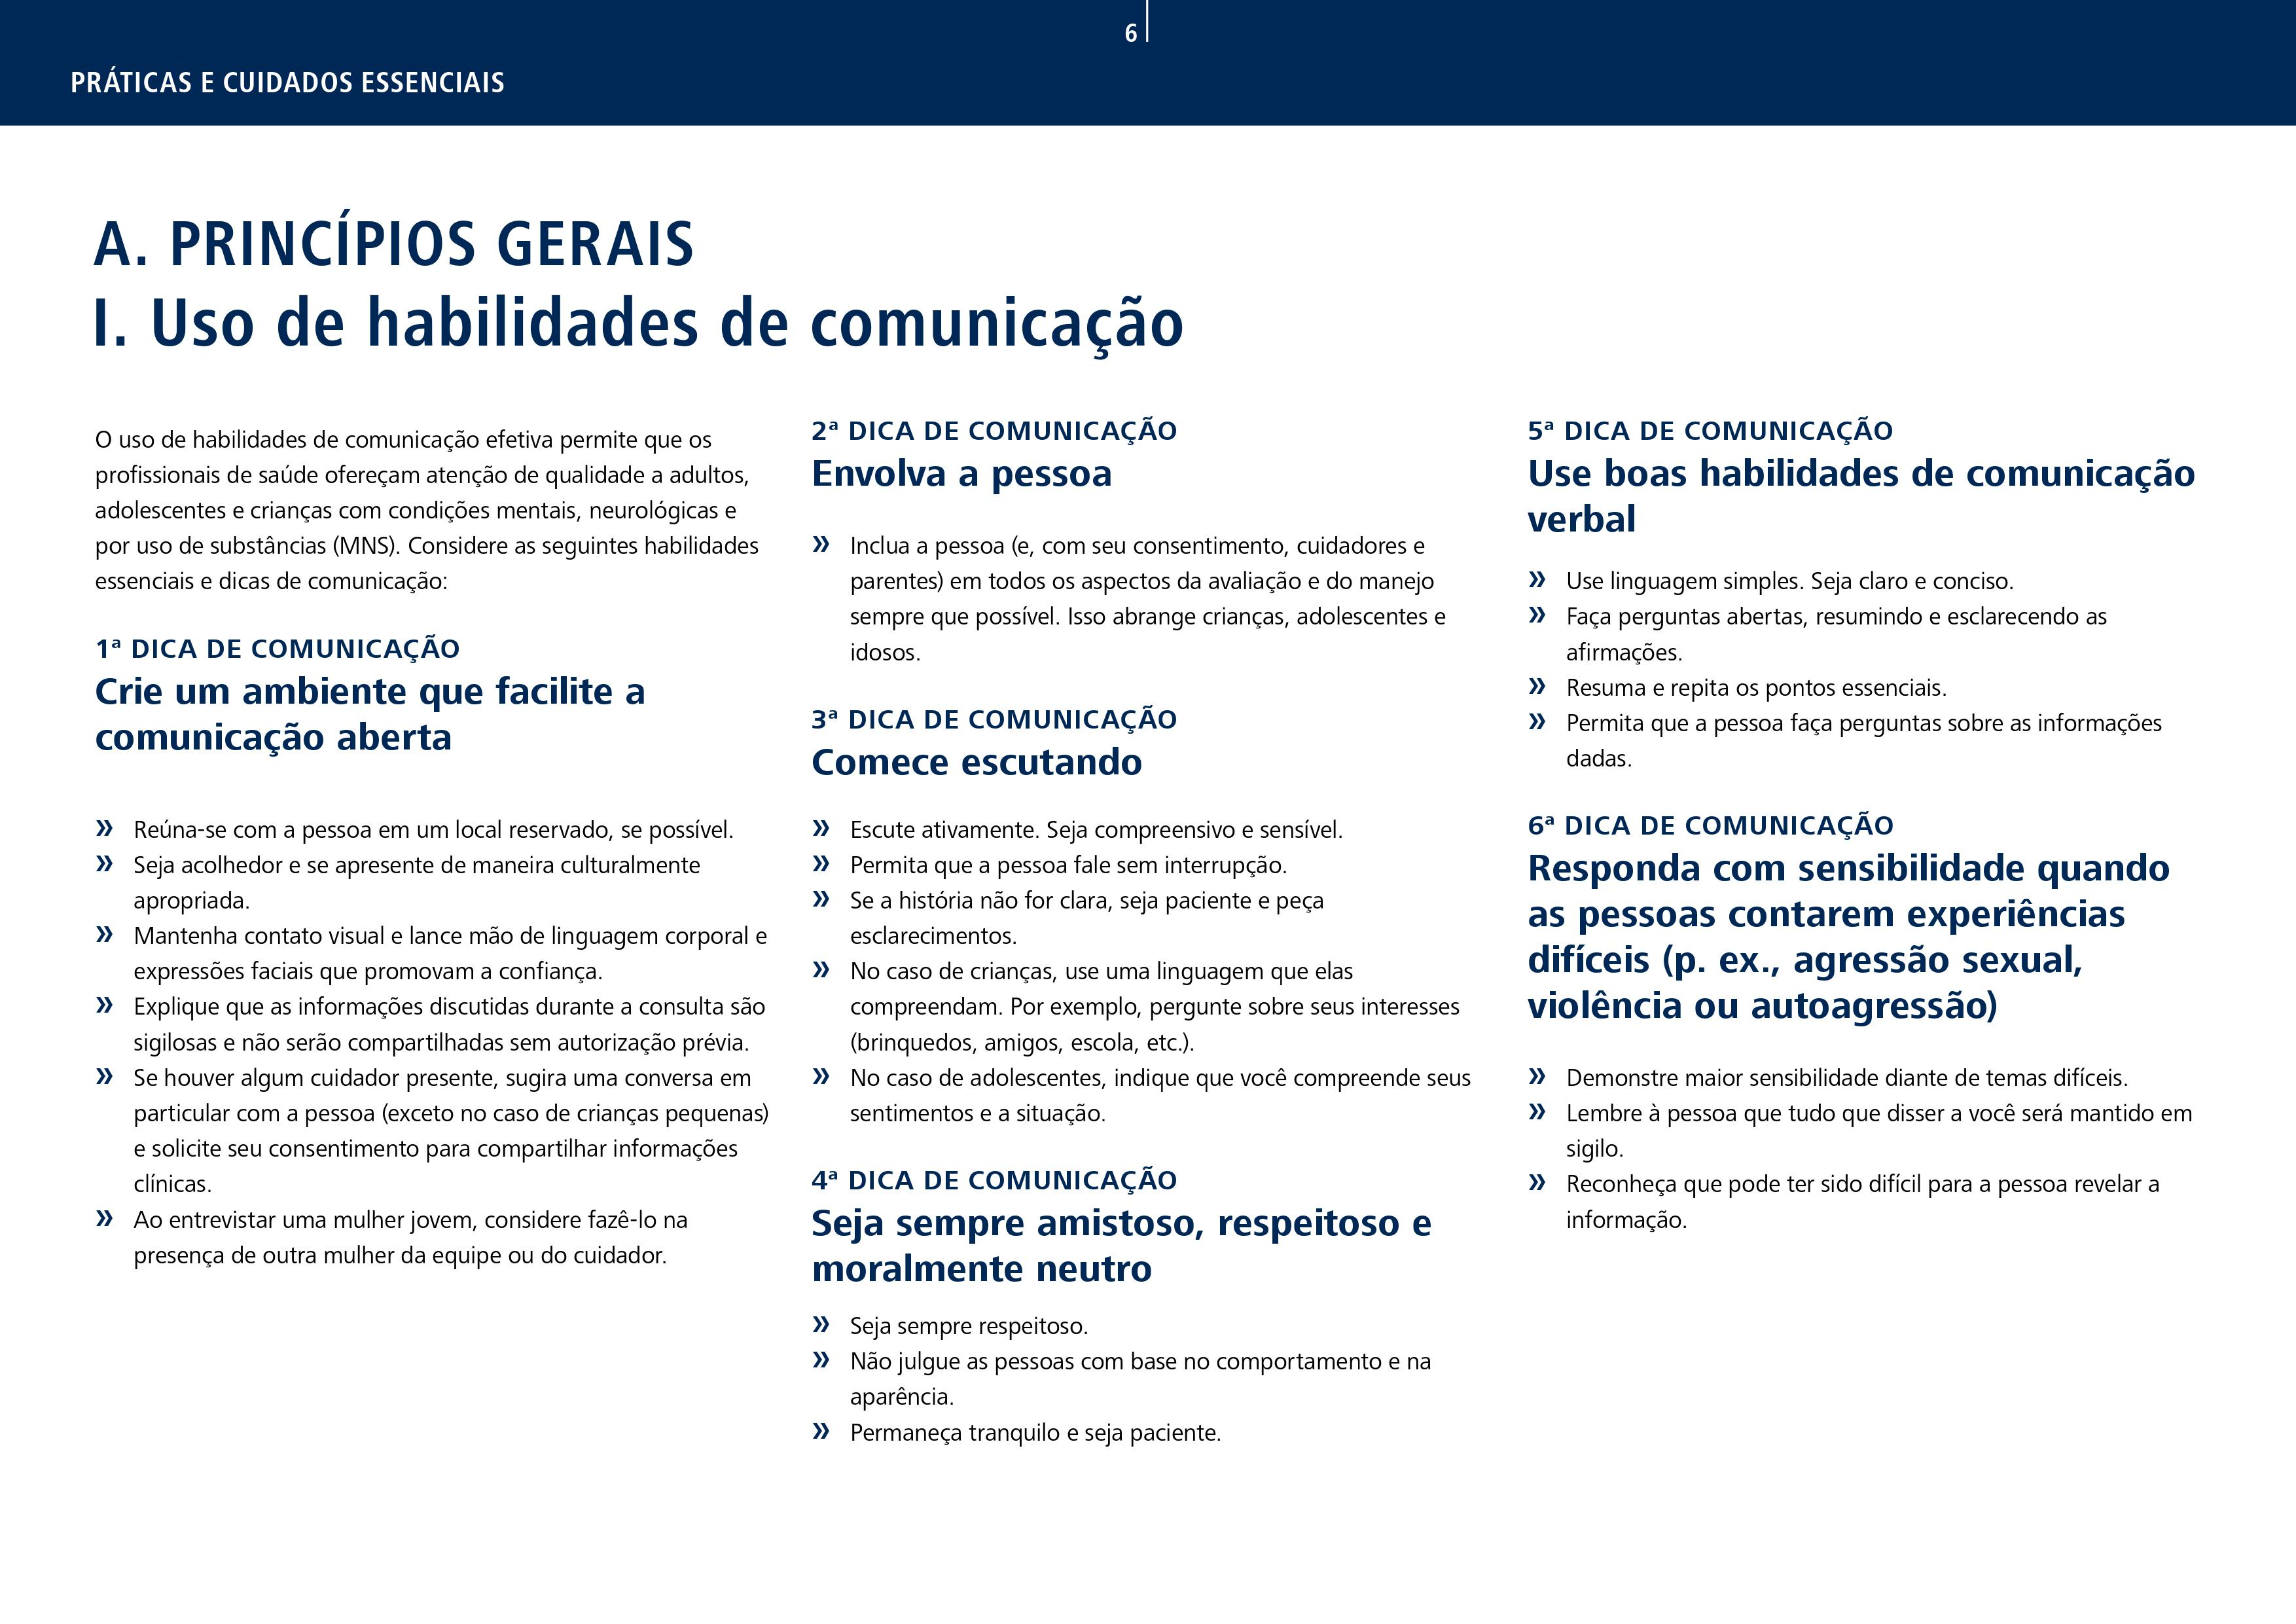 6
PRÁTICAS E CUIDADOS ESSENCIAIS
A. PRINCÍPIOS GERAIS
I. Uso de habilidades de comunicação
O uso de habilidades de comunicação efetiva permite que os
profissionais de saúde ofereçam atenção de qualidade a adultos,
adolescentes e crianças com condições mentais, neurológicas e
por uso de substâncias (MNS). Considere as seguintes habilidades
essenciais e dicas de comunicação:
1ª DICA DE COMUNICAÇÃO
Crie um ambiente que facilite a
comunicação aberta
» Reúna-se com a pessoa em um local reservado, se possível.
» Seja acolhedor e se apresente de maneira culturalmente
apropriada.
» Mantenha contato visual e lance mão de linguagem corporal e
expressões faciais que promovam a confiança.
» Explique que as informações discutidas durante a consulta são
sigilosas e não serão compartilhadas sem autorização prévia.
» Se houver algum cuidador presente, sugira uma conversa em
particular com a pessoa (exceto no caso de crianças pequenas)
e solicite seu consentimento para compartilhar informações
clínicas.
» Ao entrevistar uma mulher jovem, considere fazê-lo na
presença de outra mulher da equipe ou do cuidador.
2ª DICA DE COMUNICAÇÃO
Envolva a pessoa
» Inclua a pessoa (e, com seu consentimento, cuidadores e
parentes) em todos os aspectos da avaliação e do manejo
sempre que possível. Isso abrange crianças, adolescentes e
idosos.
3ª DICA DE COMUNICAÇÃO
Comece escutando
» Escute ativamente. Seja compreensivo e sensível.
» Permita que a pessoa fale sem interrupção.
» Se a história não for clara, seja paciente e peça
esclarecimentos.
» No caso de crianças, use uma linguagem que elas
compreendam. Por exemplo, pergunte sobre seus interesses
(brinquedos, amigos, escola, etc.).
» No caso de adolescentes, indique que você compreende seus
sentimentos e a situação.
4ª DICA DE COMUNICAÇÃO
Seja sempre amistoso, respeitoso e
moralmente neutro
» Seja sempre respeitoso.
» Não julgue as pessoas com base no comportamento e na
aparência.
» Permaneça tranquilo e seja paciente.
5ª DICA DE COMUNICAÇÃO
Use boas habilidades de comunicação
verbal
» Use linguagem simples. Seja claro e conciso.
» Faça perguntas abertas, resumindo e esclarecendo as
afirmações.
» Resuma e repita os pontos essenciais.
» Permita que a pessoa faça perguntas sobre as informações
dadas.
6ª DICA DE COMUNICAÇÃO
Responda com sensibilidade quando
as pessoas contarem experiências
difíceis (p. ex., agressão sexual,
violência ou autoagressão)
» Demonstre maior sensibilidade diante de temas difíceis.
» Lembre à pessoa que tudo que disser a você será mantido em
sigilo.
» Reconheça que pode ter sido difícil para a pessoa revelar a
informação.